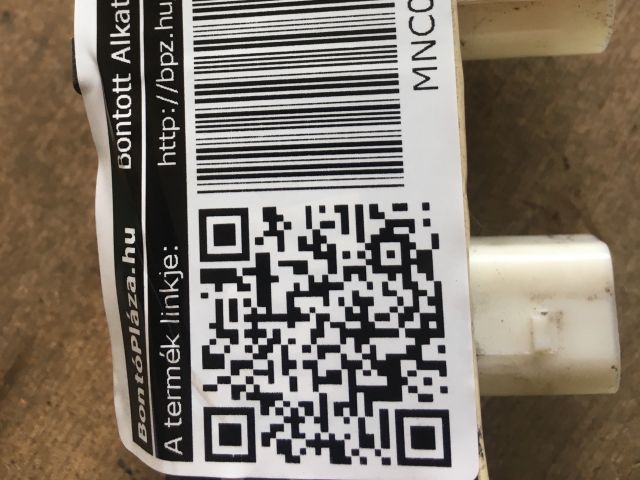 BontóPláza.hu Bontott Alkat
A termék linkje: http://bpz.hu
MNC0